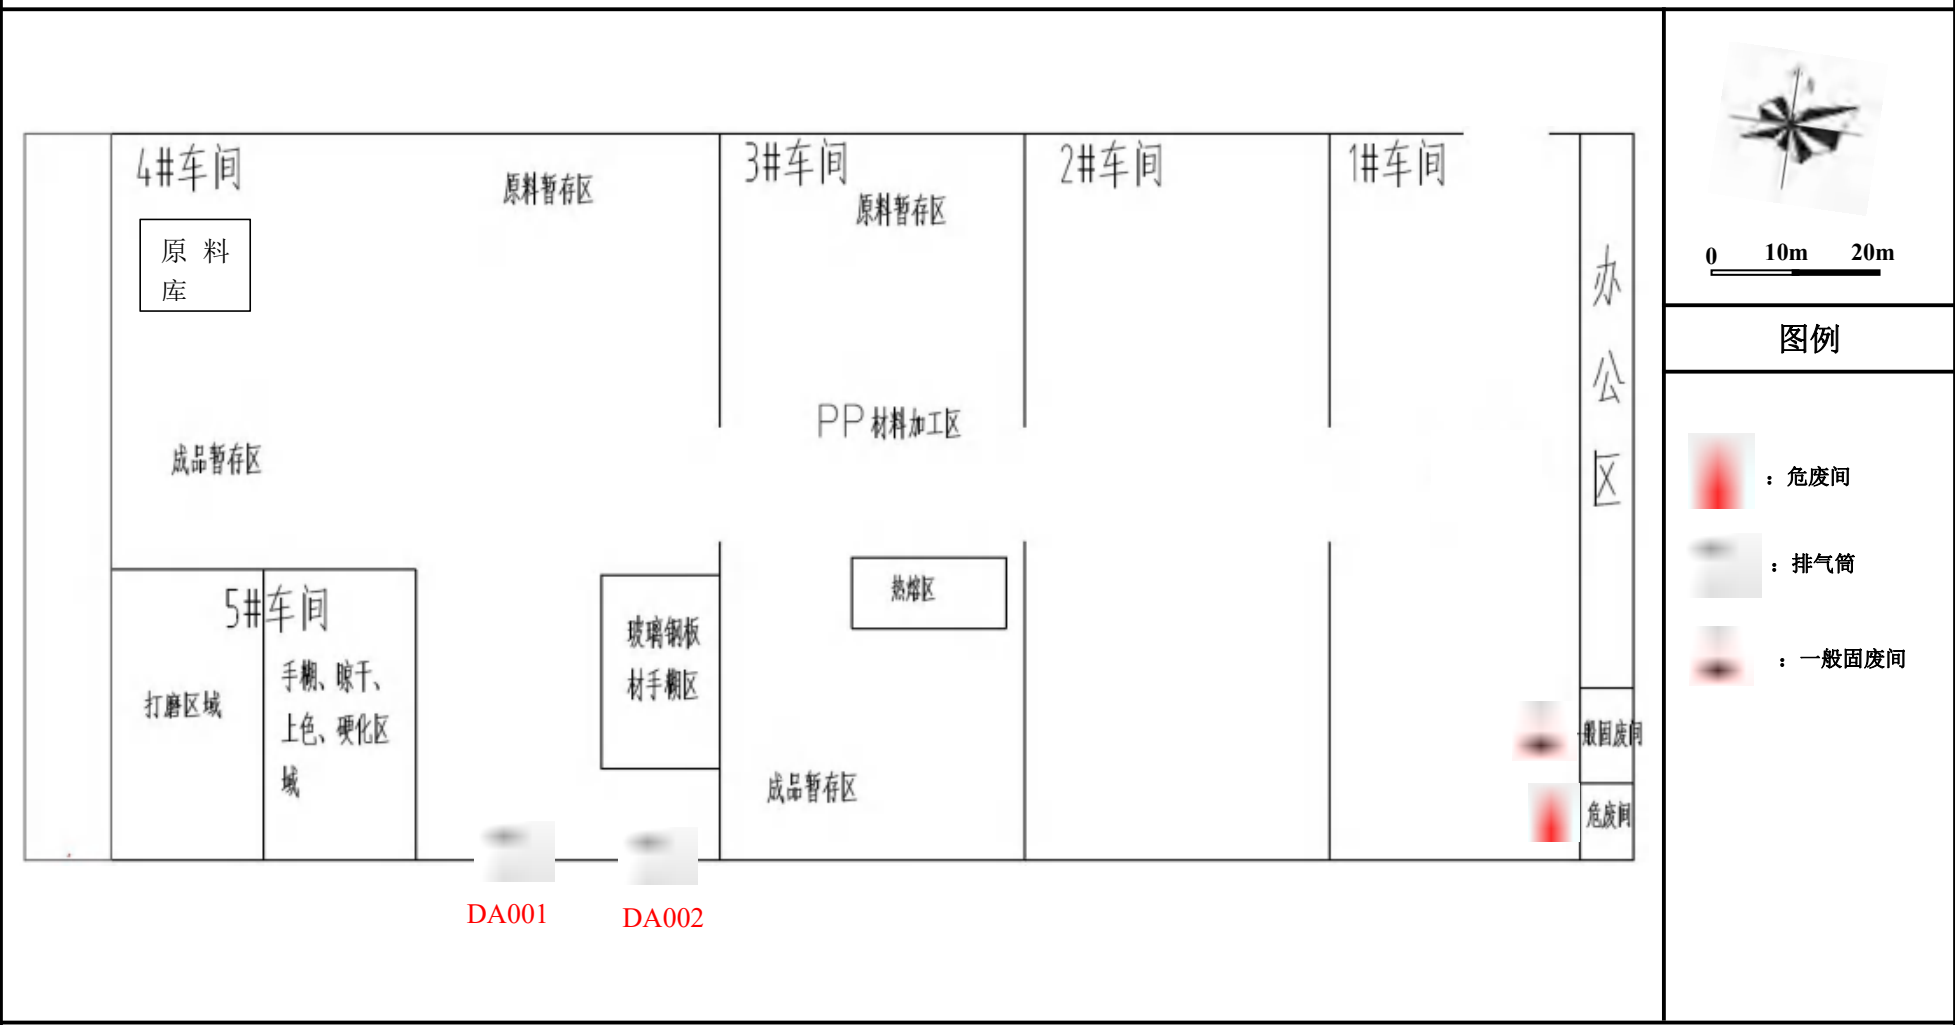 4#车间
原料暂存区
3#车间
原料暂存区
2#车间
1#车间
原料
库
办
公
区
PP材料加工区
成品暂存区
5#车间
打磨区域
手糊、晾干、
上色、硬化区
域
玻璃钢板
材手糊区
热熔区
成品暂存区
一般固废间
危废间
DA001
DA002
0 10m 20m
图例
：危废间
：排气筒
：一般固废间